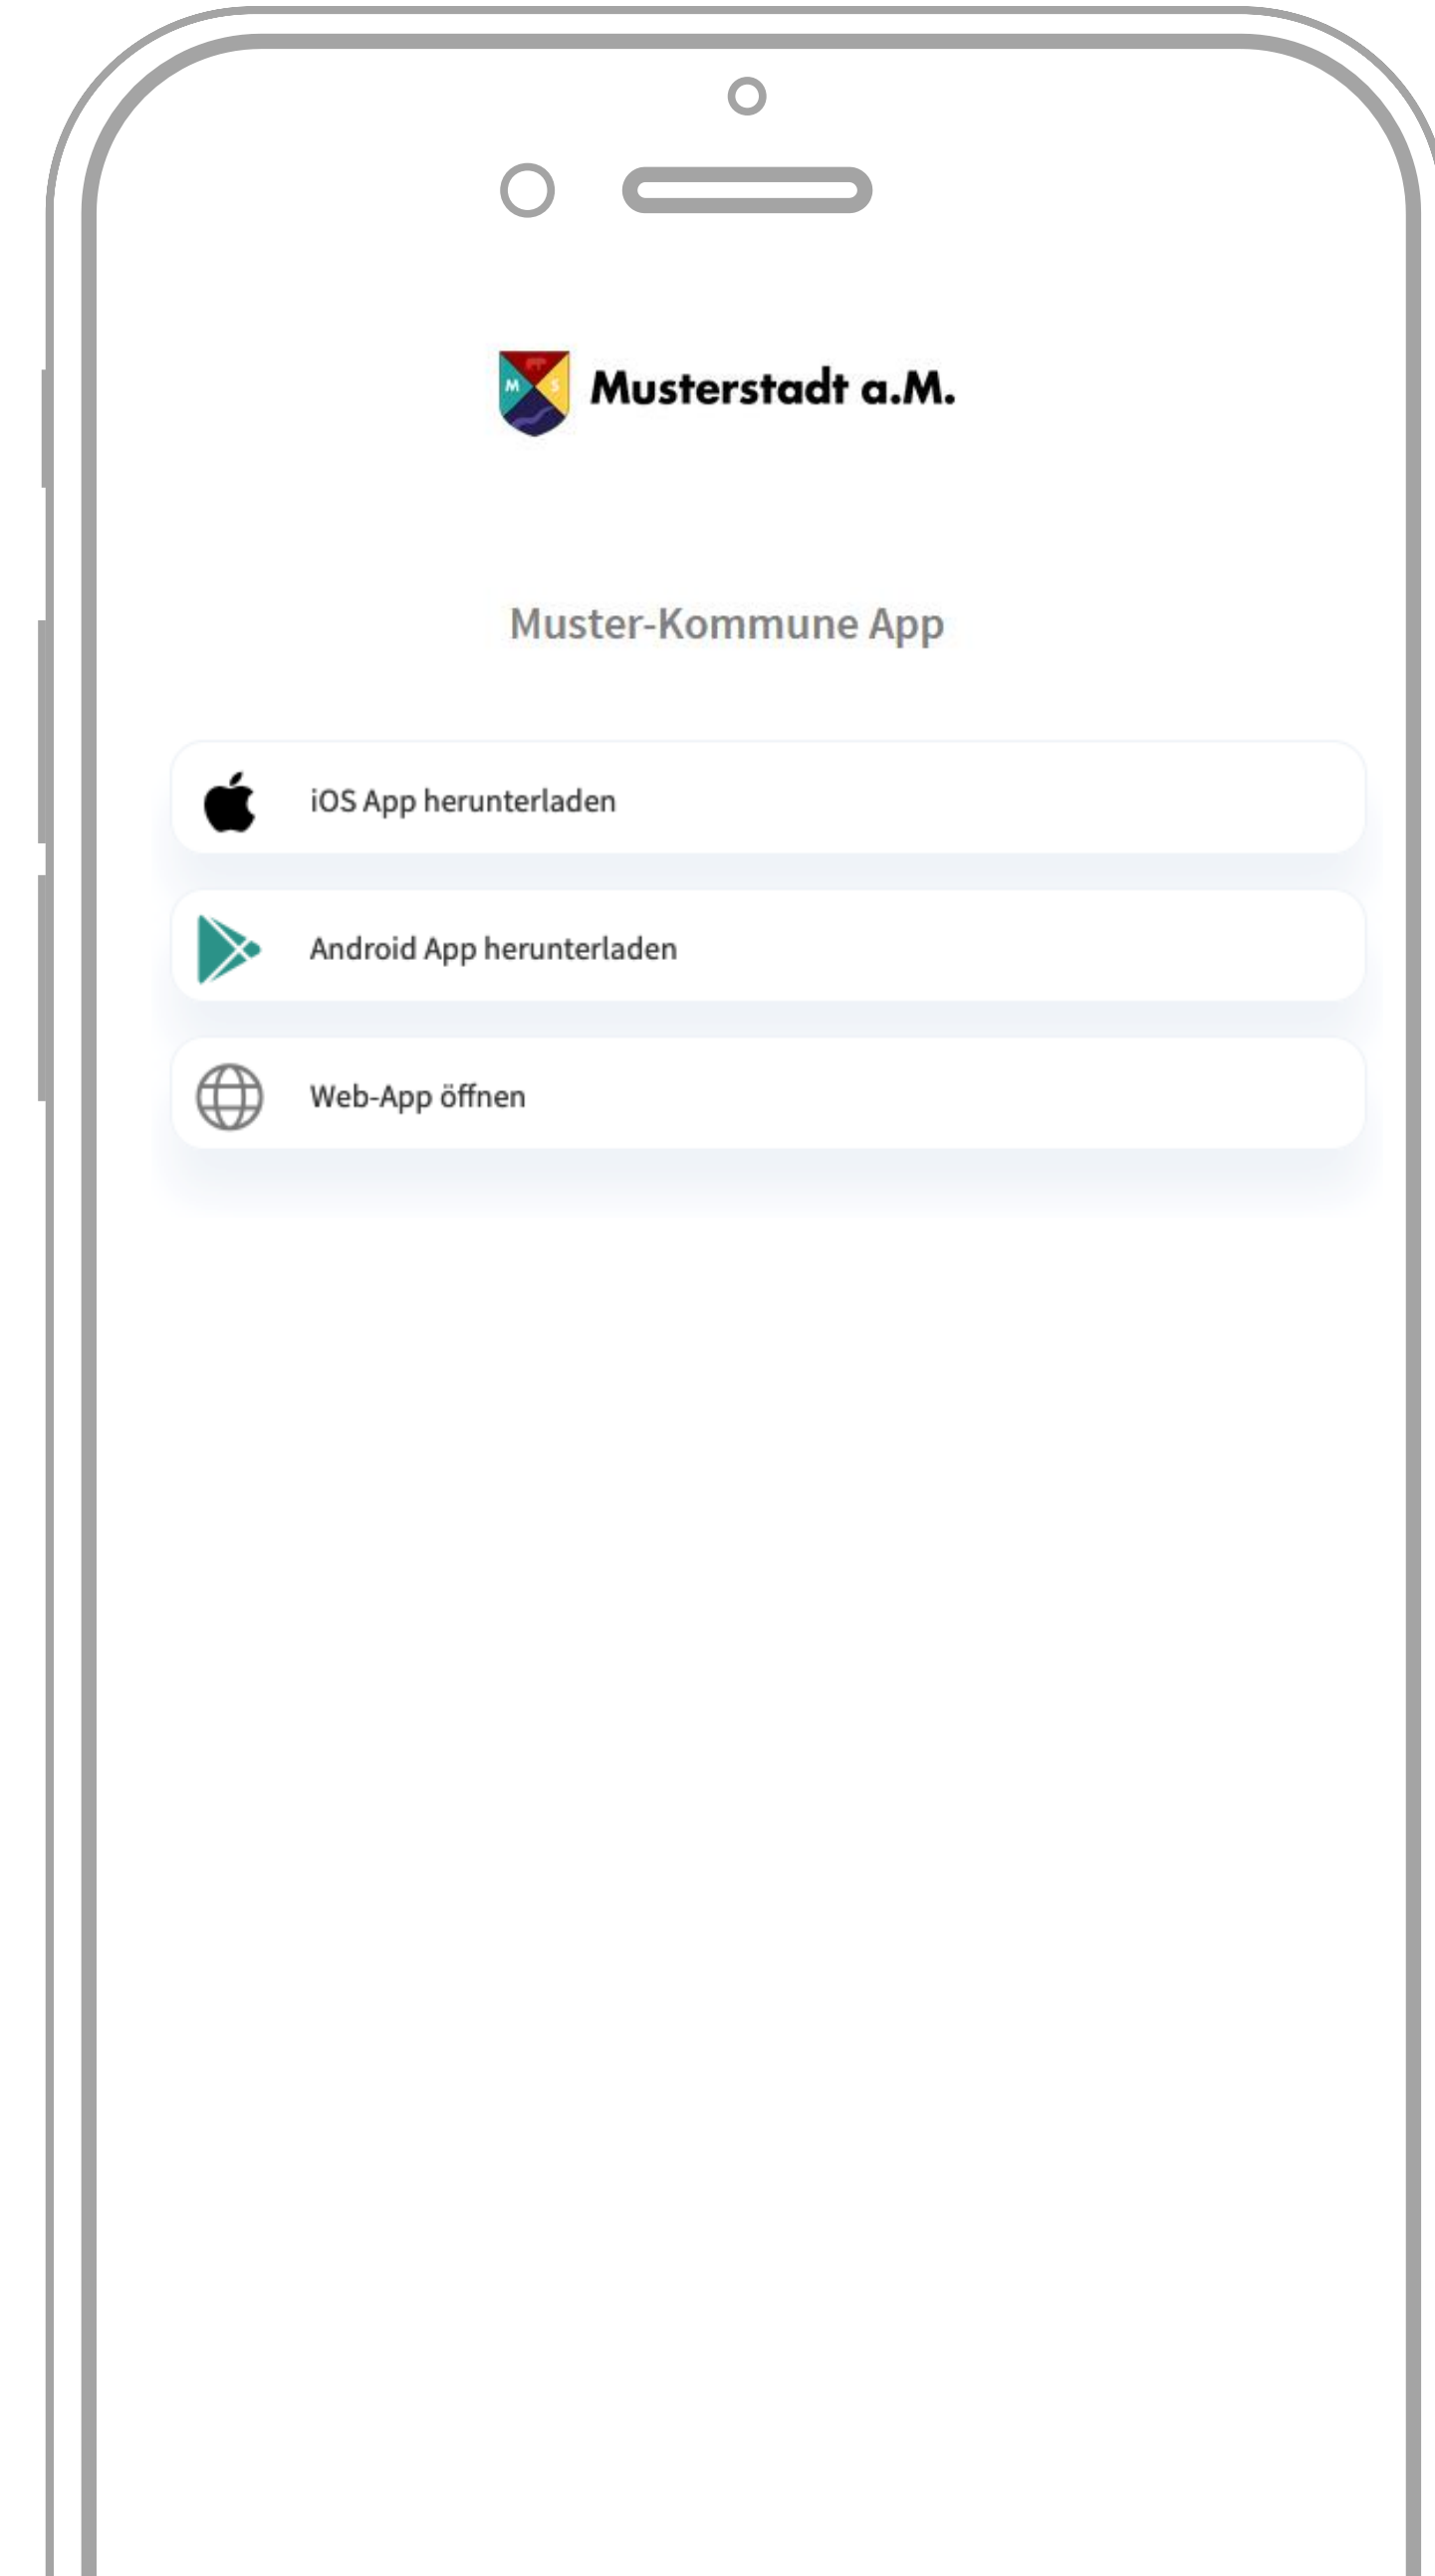 M S
Musterstadt a.M.
Muster-Kommune App
iOS App herunterladen
Android App herunterladen
Web-App öffnen